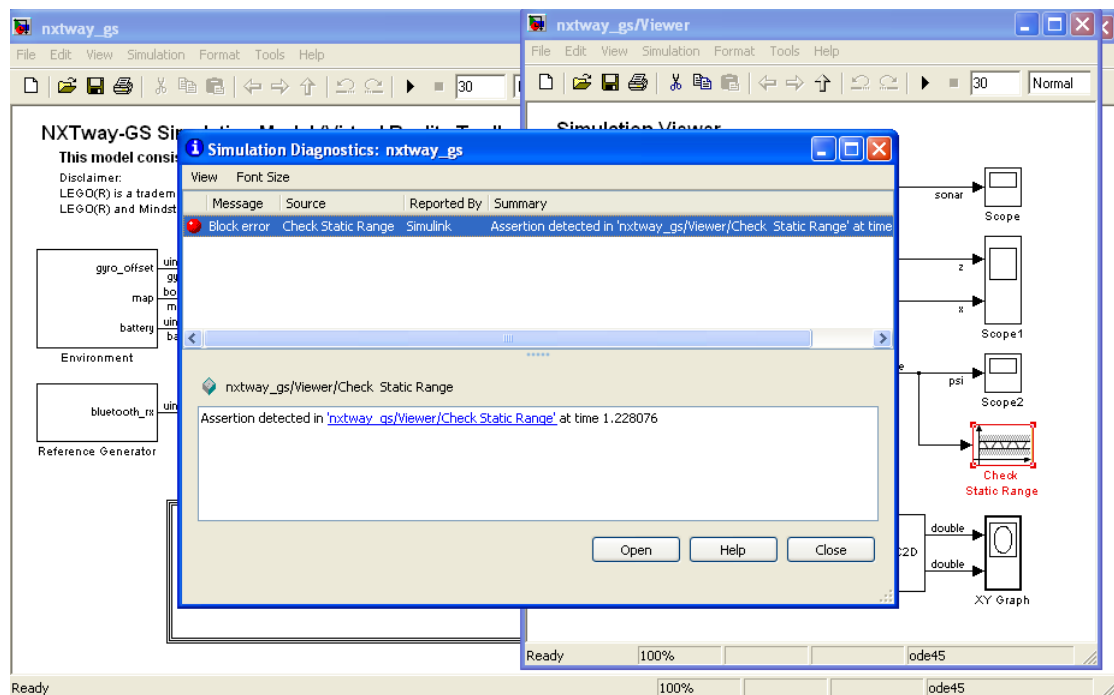 nxtway_gs
File Edit View Simulation Format Tools Help
30
NXTway-GS
This model consis
Disclaimer:
LEGO(R) is a tradem
LEGO(R) and Mindst
gyro_offset
map
battery
Environment
bluetooth_rx
Reference Generator
Ready
100%
ode45
nxtway_gs/Viewer
File Edit View Simulation Format Tools Help
30
Normal
Simulation Viewer
sonar
Scope
z
x
Scope1
psi
Scope2
Check
Static Range
double
double
XY Graph
Ready
100%
ode45
Simulation Diagnostics: nxtway_gs
View Font Size
Message Source Reported By Summary
Block error Check Static Range Simulink Assertion detected in 'nxtway_gs/Viewer/Check Static Range' at time
nxtway_gs/Viewer/Check Static Range
Assertion detected in 'nxtway_gs/Viewer/Check Static Range' at time 1.228076
Open
Help
Close